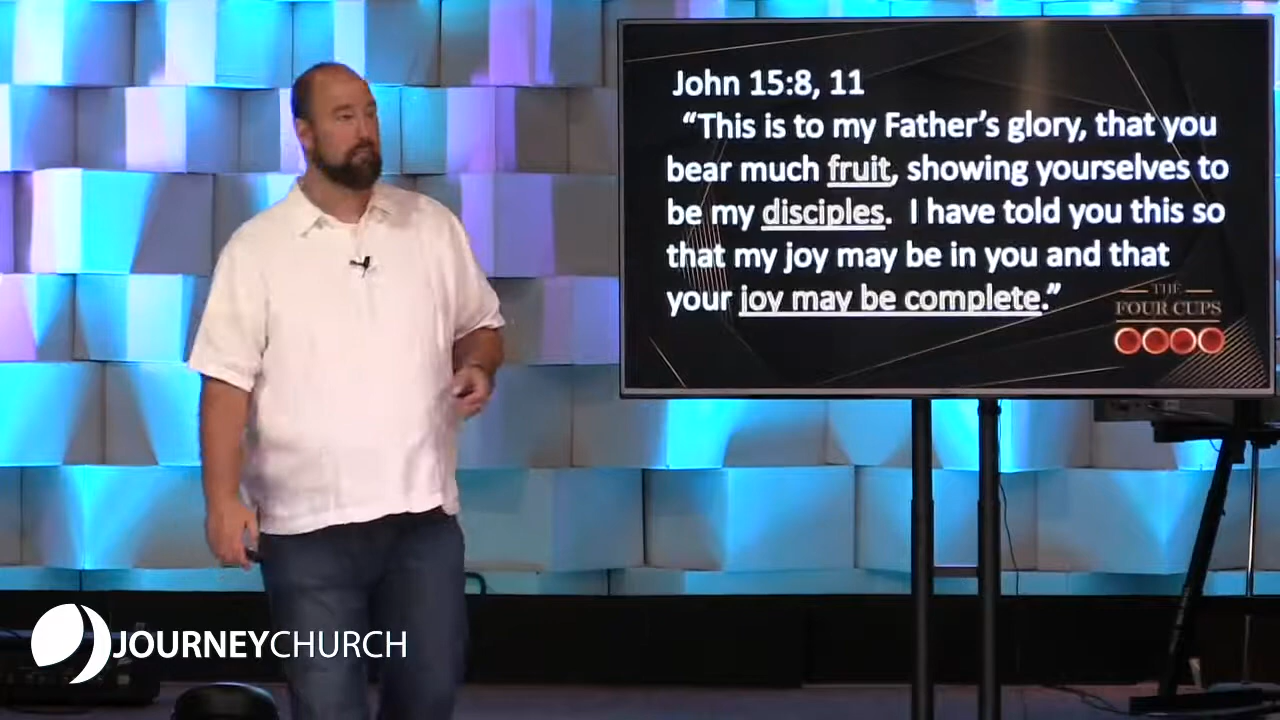 John 15:8, 11
“This is to my Father’s glory, that you
bear much fruit, showing yourselves to
be my disciples.  I have told you this so
that my joy may be in you and that
your joy may be complete.”
THE
FOUR CUPS
JOURNEYCHURCH